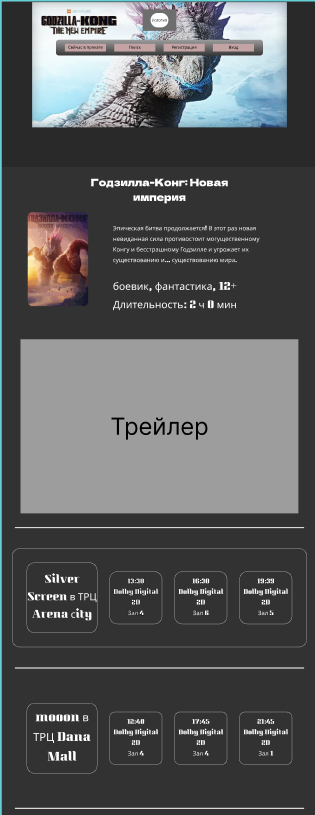 GODZILLA-KONG
THE NEW EMPIRE
Сейчас в прокате
Поиск
Регистрация
Вход
Годзилла-Конг: Новая
империя
Эпическая битва продолжается! В этот раз новая
невиданная сила противостоит могущественному
Конгу и бесстрашному Годзилле и угрожает их
существованию и... существованию мира.
боевик, фантастика, 12+
Длительность: 2 ч 0 мин
Трейлер
Silver
Screen в ТРЦ
Arena city
13:30
Dolby Digital
2D
Зал 4
16:30
Dolby Digital
2D
Зал 6
19:39
Dolby Digital
2D
Зал 5
mooon в
ТРЦ Dana
Mall
12:40
Dolby Digital
2D
Зал 4
17:45
Dolby Digital
2D
Зал 4
21:45
Dolby Digital
2D
Зал 1